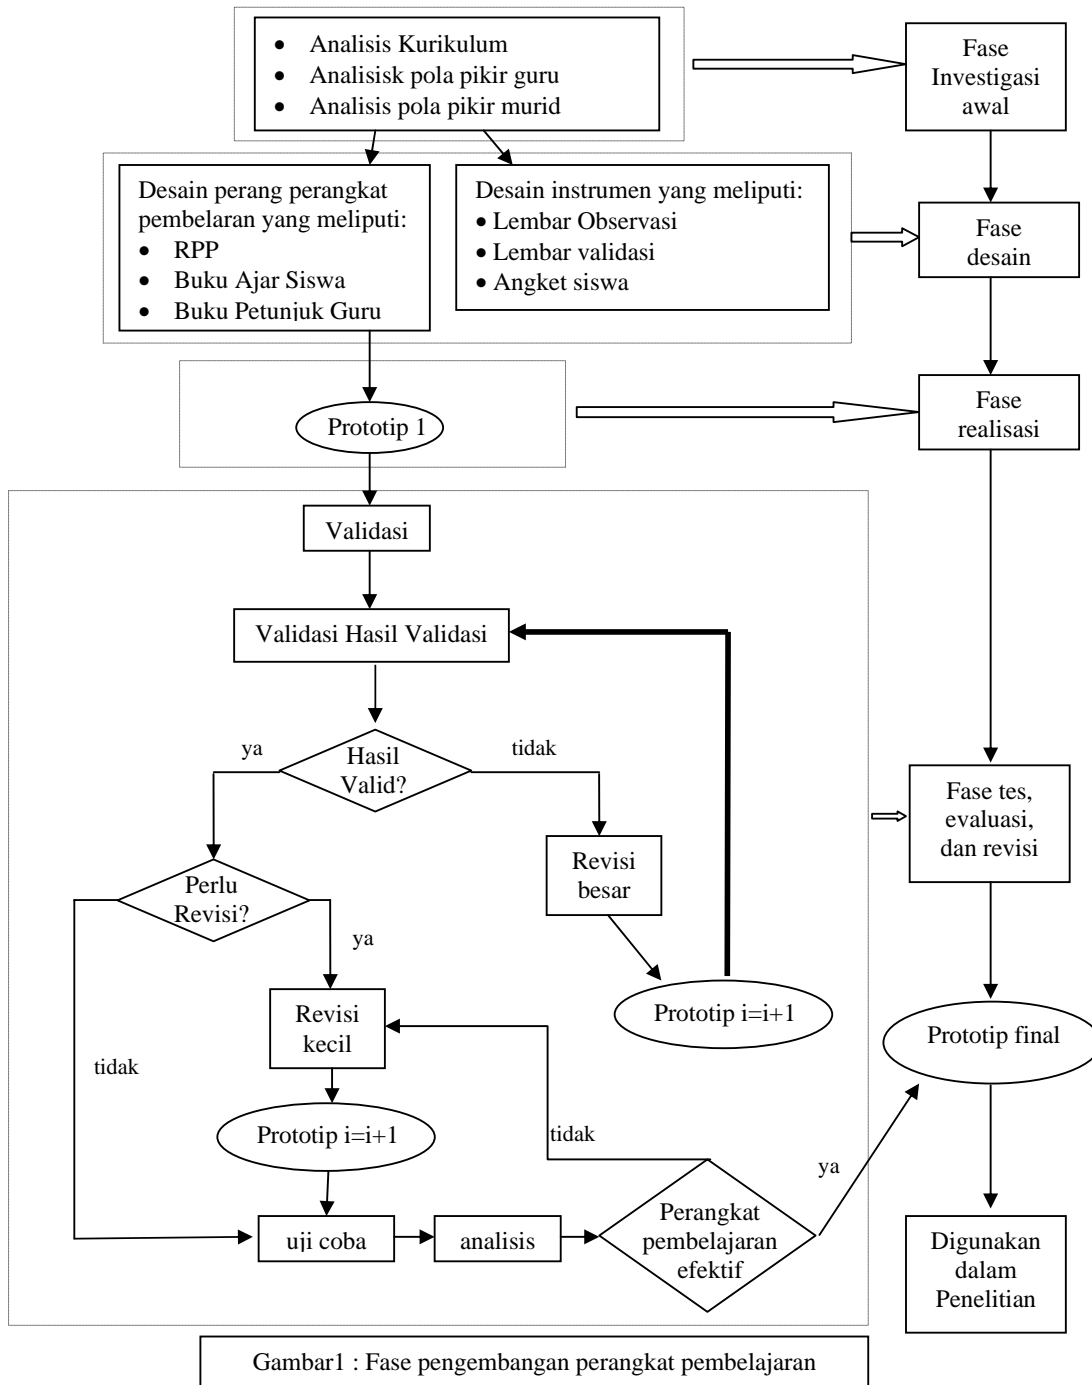 • Analisis Kurikulum
• Analisisk pola pikir guru
• Analisis pola pikir murid
Fase
Investigasi
awal
Desain perang perangkat
pembelaran yang meliputi:
• RPP
• Buku Ajar Siswa
• Buku Petunjuk Guru
Desain instrumen yang meliputi:
• Lembar Observasi
• Lembar validasi
• Angket siswa
Fase
desain
Prototip 1
Fase
realisasi
Validasi
Validasi Hasil Validasi
ya
Hasil
Valid?
tidak
Revisi
besar
Fase tes,
evaluasi,
dan revisi
Perlu
Revisi?
ya
tidak
Revisi
kecil
Prototip i=i+1
Prototip final
Prototip i=i+1
tidak
ya
uji coba
analisis
Perangkat
pembelajaran
efektif
Digunakan
dalam
Penelitian
Gambar1 : Fase pengembangan perangkat pembelajaran